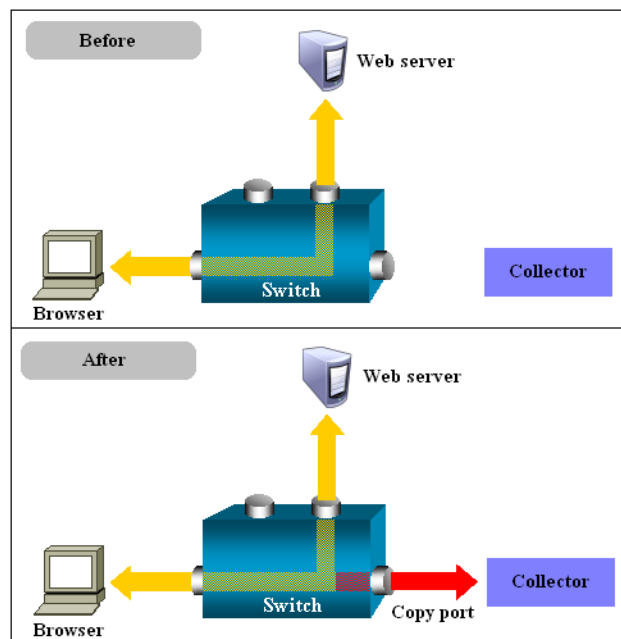 Before
Web server
Collector
Switch
Browser
After
Web server
Collector
Switch
Copy port
Browser